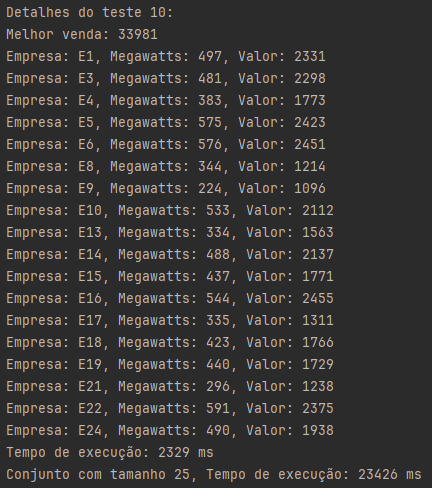 Detalhes do teste 10:
Melhor venda: 33981
Empresa: E1, Megawatts: 497, Valor: 2331
Empresa: E3, Megawatts: 481, Valor: 2298
Empresa: E4, Megawatts: 383, Valor: 1773
Empresa: E5, Megawatts: 575, Valor: 2423
Empresa: E6, Megawatts: 576, Valor: 2451
Empresa: E8, Megawatts: 344, Valor: 1214
Empresa: E9, Megawatts: 224, Valor: 1096
Empresa: E10, Megawatts: 533, Valor: 2112
Empresa: E13, Megawatts: 334, Valor: 1563
Empresa: E14, Megawatts: 488, Valor: 2137
Empresa: E15, Megawatts: 437, Valor: 1771
Empresa: E16, Megawatts: 544, Valor: 2455
Empresa: E17, Megawatts: 335, Valor: 1311
Empresa: E18, Megawatts: 423, Valor: 1766
Empresa: E19, Megawatts: 440, Valor: 1729
Empresa: E21, Megawatts: 296, Valor: 1238
Empresa: E22, Megawatts: 591, Valor: 2375
Empresa: E24, Megawatts: 490, Valor: 1938
Tempo de execução: 2329 ms
Conjunto com tamanho 25, Tempo de execução: 23426 ms